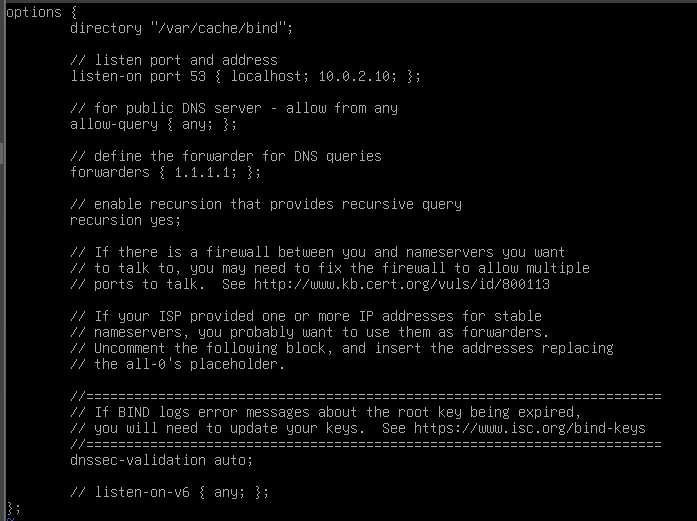 options {
        directory "/var/cache/bind";

        // listen port and address
        listen-on port 53 { localhost; 10.0.2.10; };

        // for public DNS server - allow from any
        allow-query { any; };

        // define the forwarder for DNS queries
        forwarders { 1.1.1.1; };

        // enable recursion that provides recursive query
        recursion yes;

        // If there is a firewall between you and nameservers you want
        // to talk to, you may need to fix the firewall to allow multiple
        // ports to talk.  See http://www.kb.cert.org/vuls/id/800113

        // If your ISP provided one or more IP addresses for stable
        // nameservers, you probably want to use them as forwarders.
        // Uncomment the following block, and insert the addresses replacing
        // the all-0's placeholder.

        //========================================================================
        // If BIND logs error messages about the root key being expired,
        // you will need to update your keys.  See https://www.isc.org/bind-keys
        //========================================================================
        dnssec-validation auto;

        // listen-on-v6 { any; };
};
~